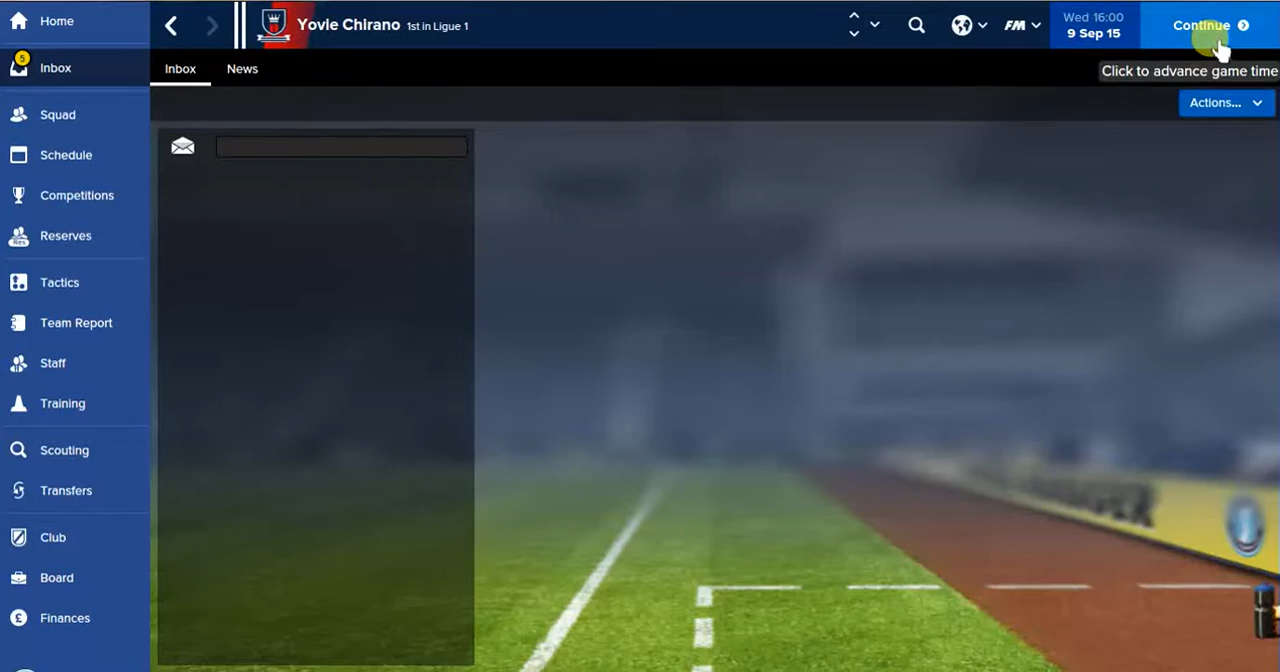 Home
Yovie Chirano 1st in Ligue 1
FM
Wed 16:00
9 Sep 15
Continue
5
Inbox
Inbox
News
Click to advance game time
Actions...
Squad
Schedule
Competitions
Res
Reserves
Tactics
Team Report
Staff
Training
Scouting
Transfers
Club
Board
£
Finances